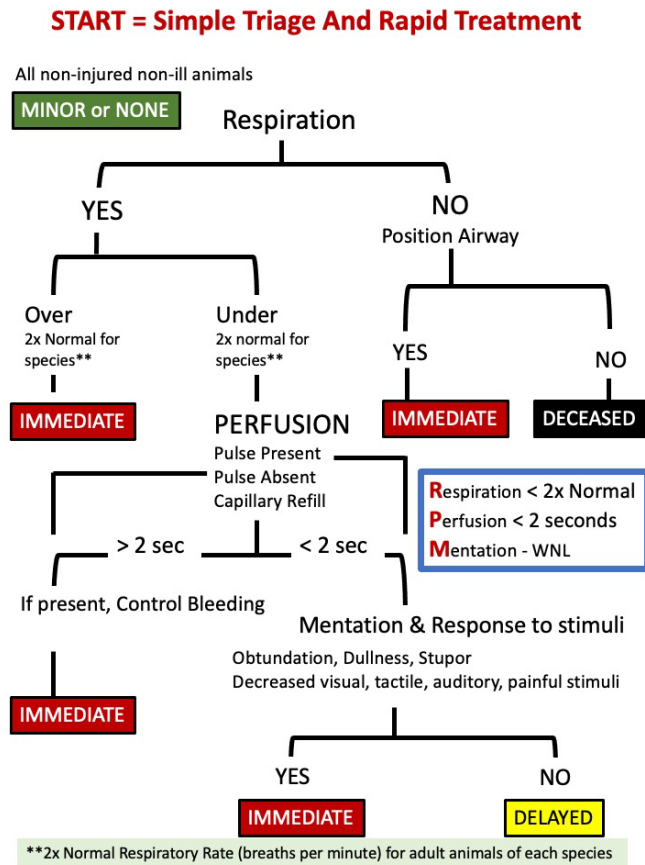 START = Simple Triage And Rapid Treatment
All non-injured non-ill animals
MINOR or NONE
Respiration
YES
NO
Position Airway
Over
2x Normal for
species**
Under
2x normal for
species**
YES
NO
IMMEDIATE
IMMEDIATE
DECEASED
PERFUSION
Pulse Present
Pulse Absent
Capillary Refill
Respiration < 2x Normal
Perfusion < 2 seconds
Mentation - WNL
> 2 sec
< 2 sec
If present, Control Bleeding
Mentation & Response to stimuli
Obtundation, Dullness, Stupor
Decreased visual, tactile, auditory, painful stimuli
IMMEDIATE
YES
NO
IMMEDIATE
DELAYED
**2x Normal Respiratory Rate (breaths per minute) for adult animals of each species